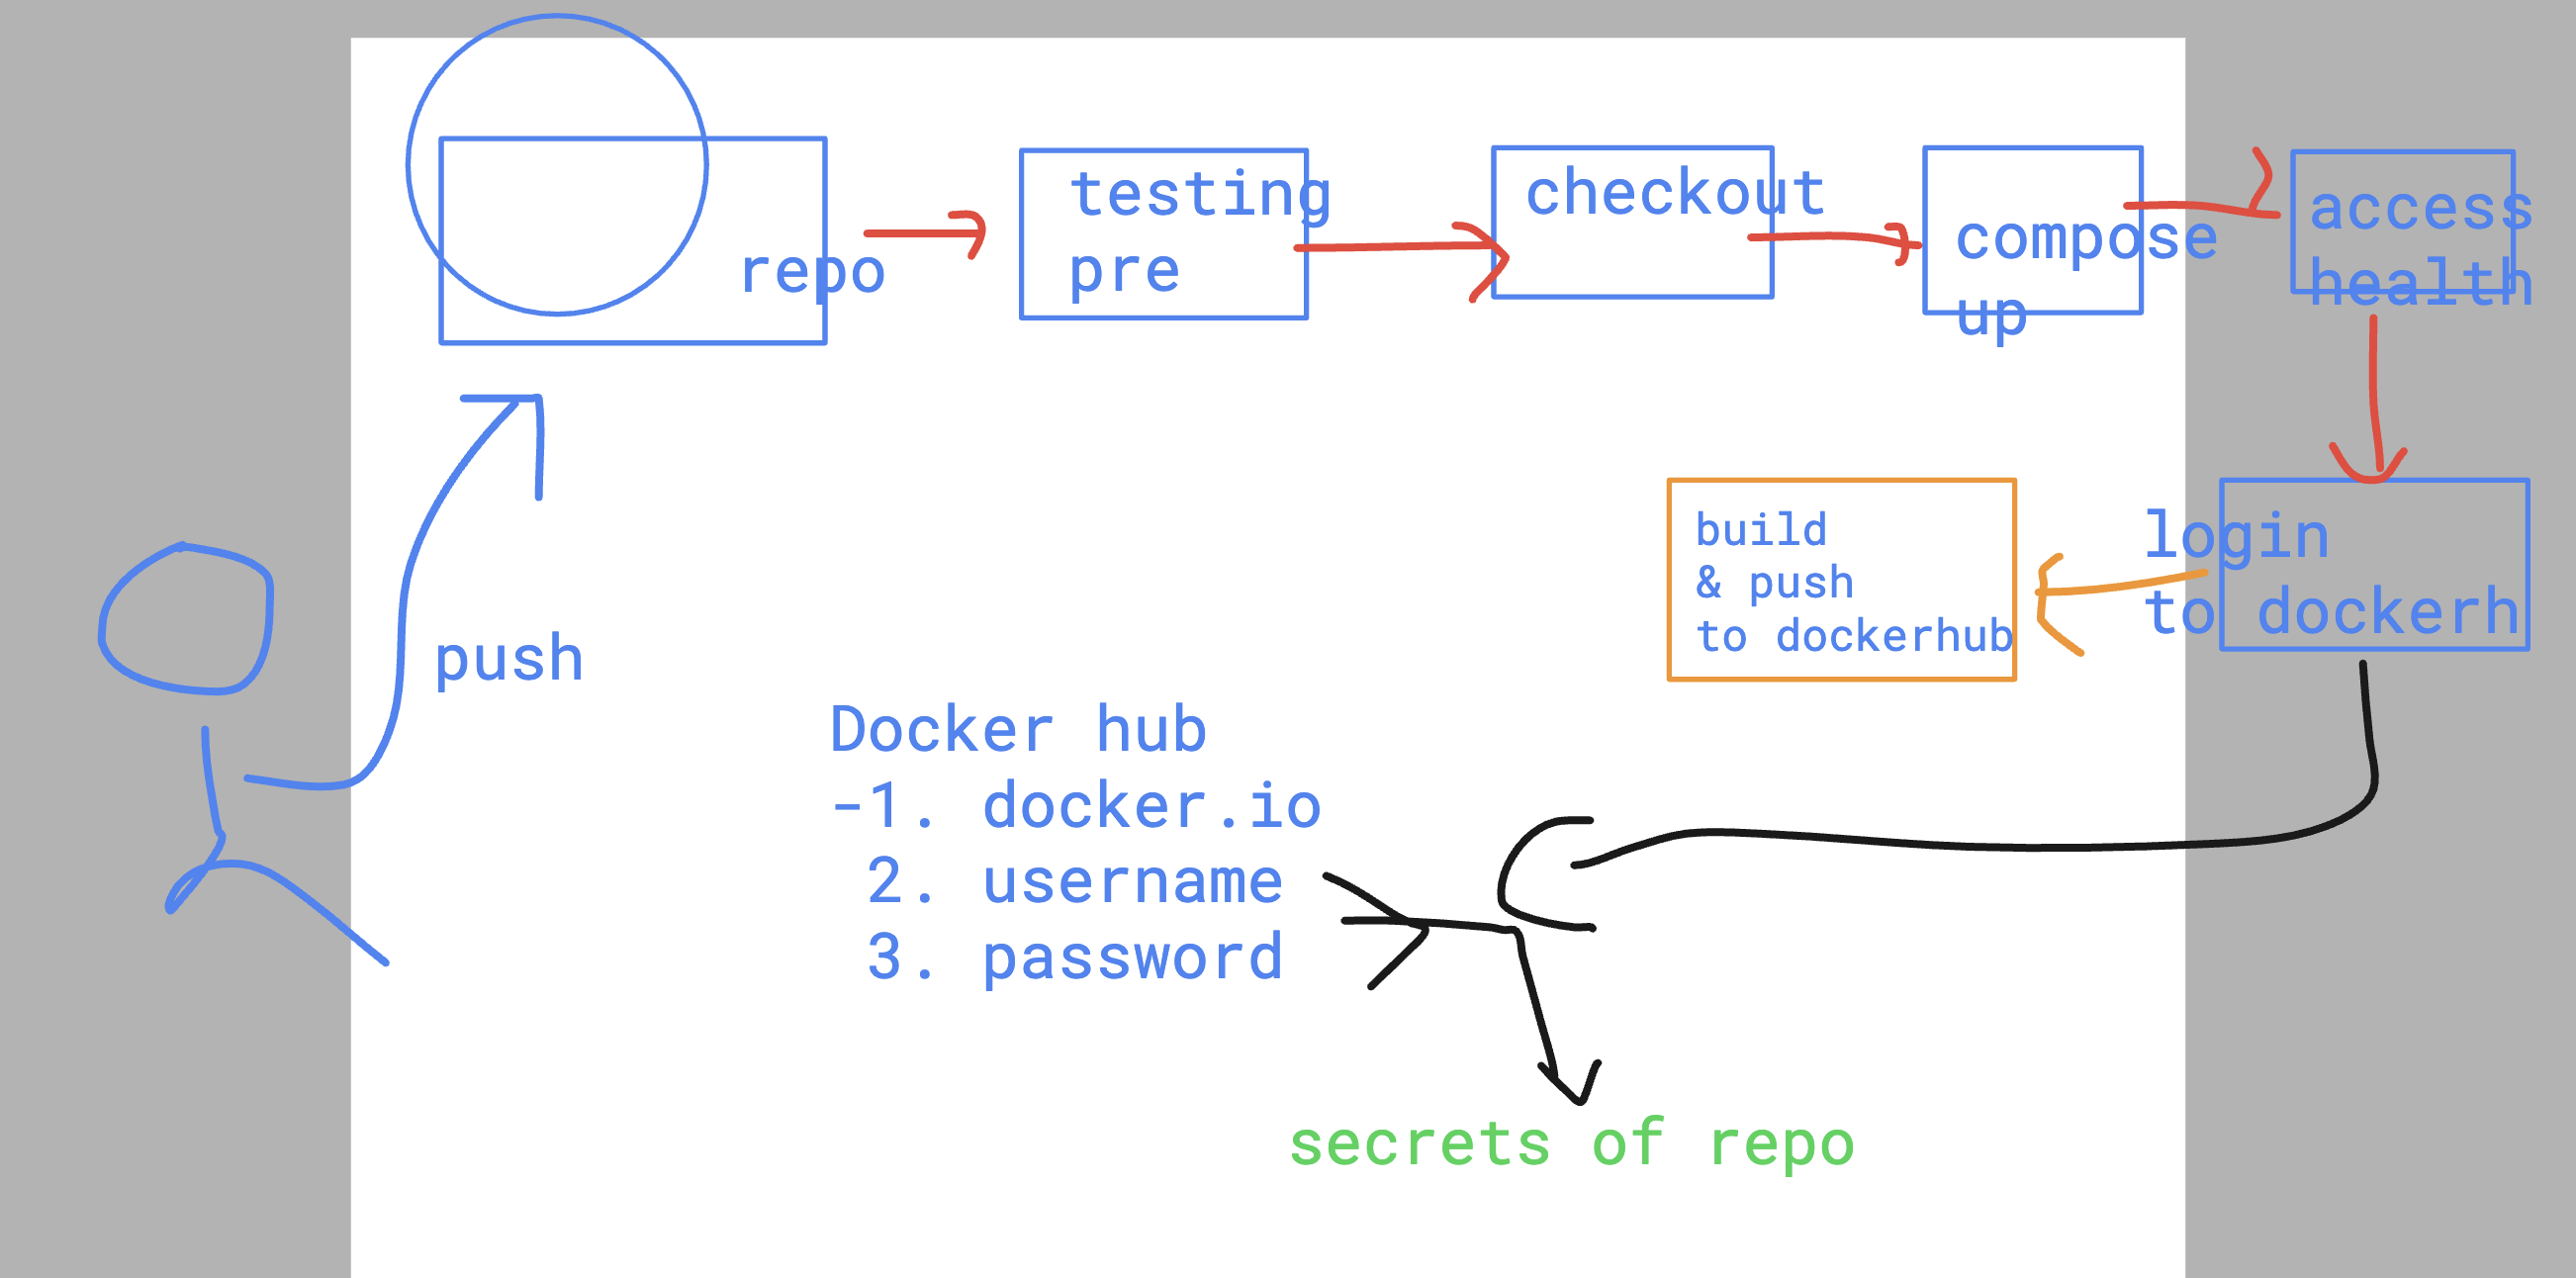 repo
testing
pre
checkout
compose
up
access
health
build
& push
to dockerhub
login
to dockerh
push
Docker hub
-1. docker.io
2. username
3. password
secrets of repo